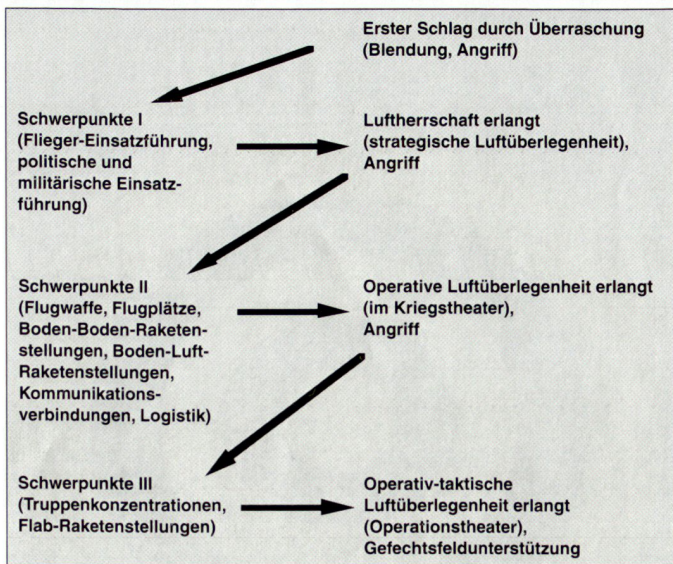 Erster Schlag durch Überraschung
(Blendung, Angriff)
Schwerpunkte I
(Flieger-Einsatzführung,
politische und
militärische Einsatz-
führung)
Luftherrschaft erlangt
(strategische Luftüberlegenheit),
Angriff
Schwerpunkte II
(Flugwaffe, Flugplätze,
Boden-Boden-Raketen-
stellungen, Boden-Luft-
Raketenstellungen,
Kommunikations-
verbindungen, Logistik)
Operative Luftüberlegenheit erlangt
(im Kriegstheater),
Angriff
Schwerpunkte III
(Truppenkonzentrationen,
Flab-Raketenstellungen)
Operativ-taktische
Luftüberlegenheit erlangt
(Operationstheater),
Gefechtsfeldunterstützung